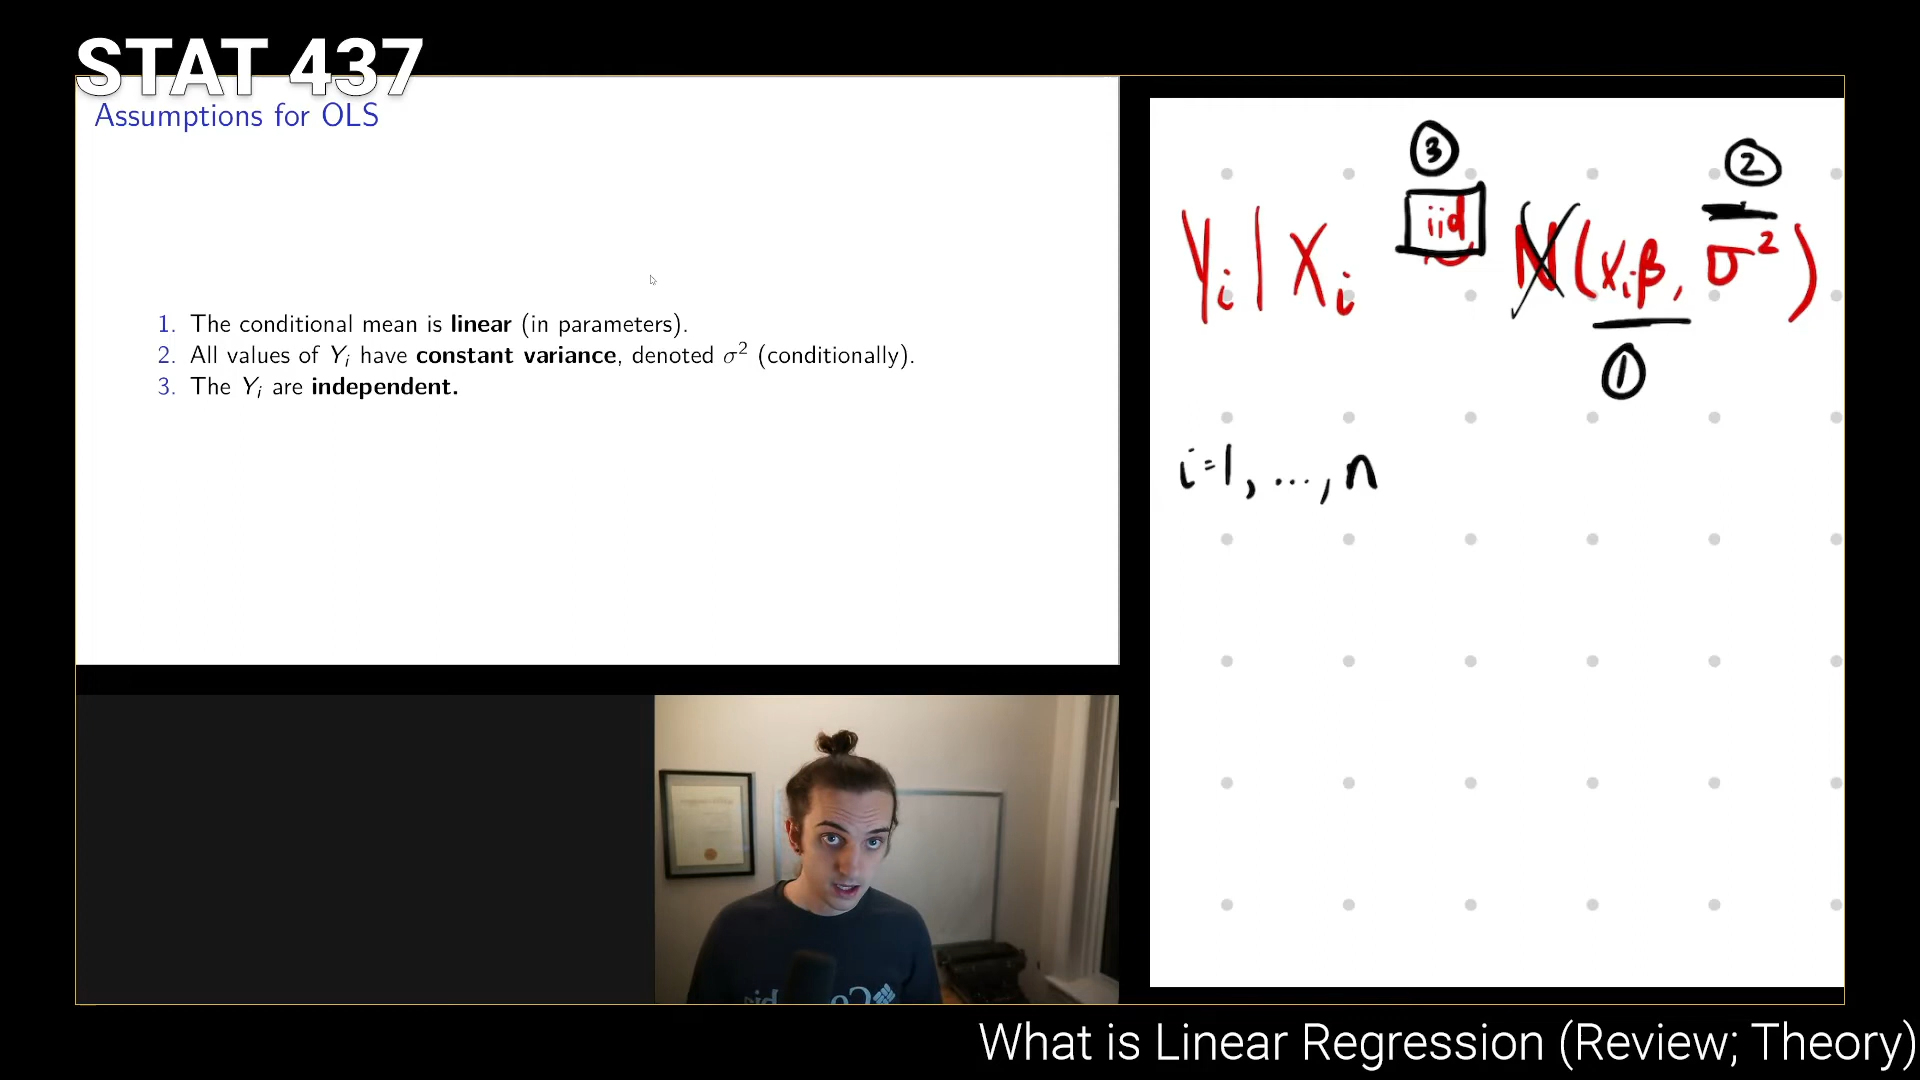 STAT 437
Assumptions for OLS
1. The conditional mean is linear (in parameters).
2. All values of Yᵢ have constant variance, denoted σ² (conditionally).
3. The Yᵢ are independent.
③ ②
Yᵢ | Xᵢ iid ~ N(xᵢβ, σ²)
①
i=1, ..., n
What is Linear Regression (Review; Theory)